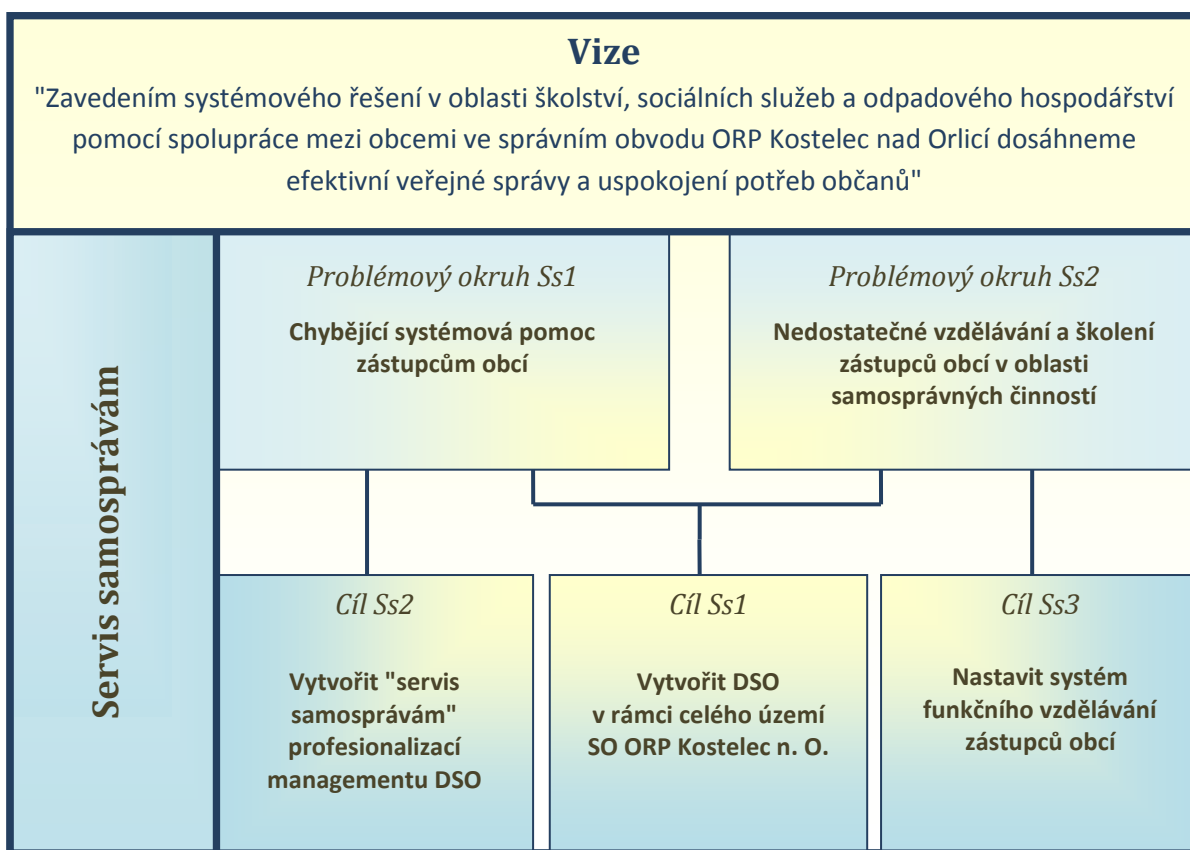 Vize
"Zavedením systémového řešení v oblasti školství, sociálních služeb a odpadového hospodářství
pomocí spolupráce mezi obcemi ve správním obvodu ORP Kostelec nad Orlicí dosáhneme
efektivní veřejné správy a uspokojení potřeb občanů"
Servis samosprávám
Problémový okruh Ss1
Chybějící systémová pomoc
zástupcům obcí
Problémový okruh Ss2
Nedostatečné vzdělávání a školení
zástupců obcí v oblasti
samosprávných činností
Cíl Ss2
Vytvořit "servis
samosprávám"
profesionalizací
managementu DSO
Cíl Ss1
Vytvořit DSO
v rámci celého území
SO ORP Kostelec n. O.
Cíl Ss3
Nastavit systém
funkčního vzdělávání
zástupců obcí